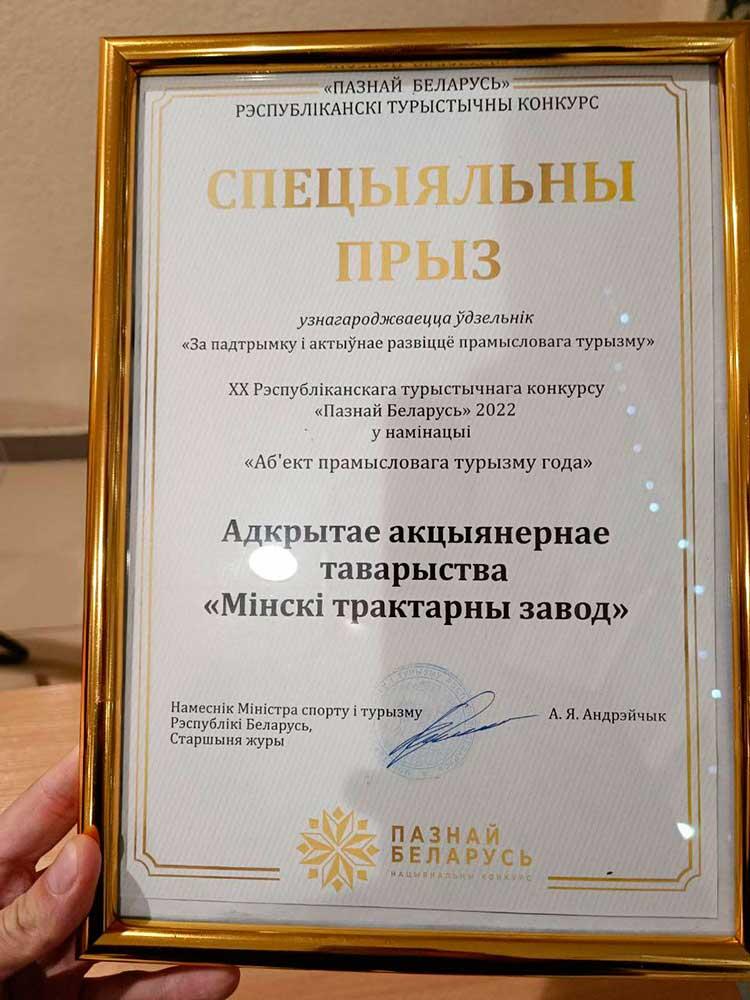 «ПАЗНАЙ БЕЛАРУСЬ»
РЭСПУБЛІКАНСКІ ТУРЫСТЫЧНЫ КОНКУРС
СПЕЦЫЯЛЬНЫ
ПРЫЗ
узнагароджваецца ўдзельнік
«За падтрымку і актыўнае развіццё прамысловага турызму»
XX Рэспубліканскага турыстычнага конкурсу
«Пазнай Беларусь» 2022
у намінацыі
«Аб'ект прамысловага турызму года»
Адкрытае акцыянернае
таварыства
«Мінскі трактарны завод»
Намеснік Міністра спорту і турызму
Рэспублікі Беларусь,
Старшыня журы
А. Я. Андрэйчык
ПАЗНАЙ
БЕЛАРУСЬ
НАЦЫЯНАЛЬНЫ КОНКУРС